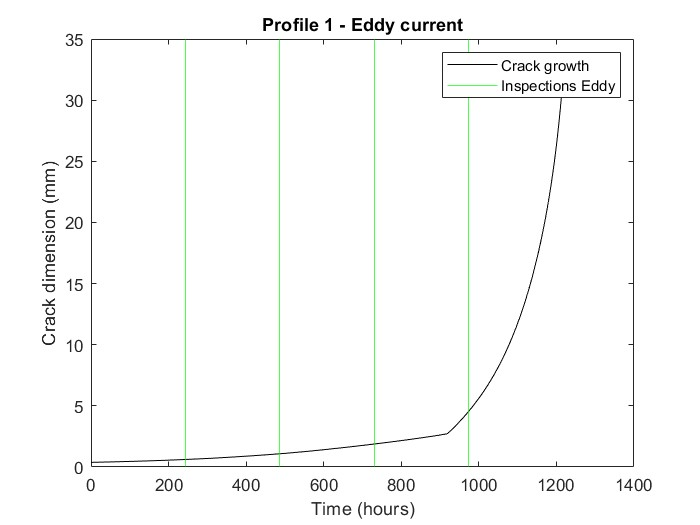 Profile 1 - Eddy current
Crack growth
Inspections Eddy
35
30
25
20
15
10
5
0
Crack dimension (mm)
0 200 400 600 800 1000 1200 1400
Time (hours)